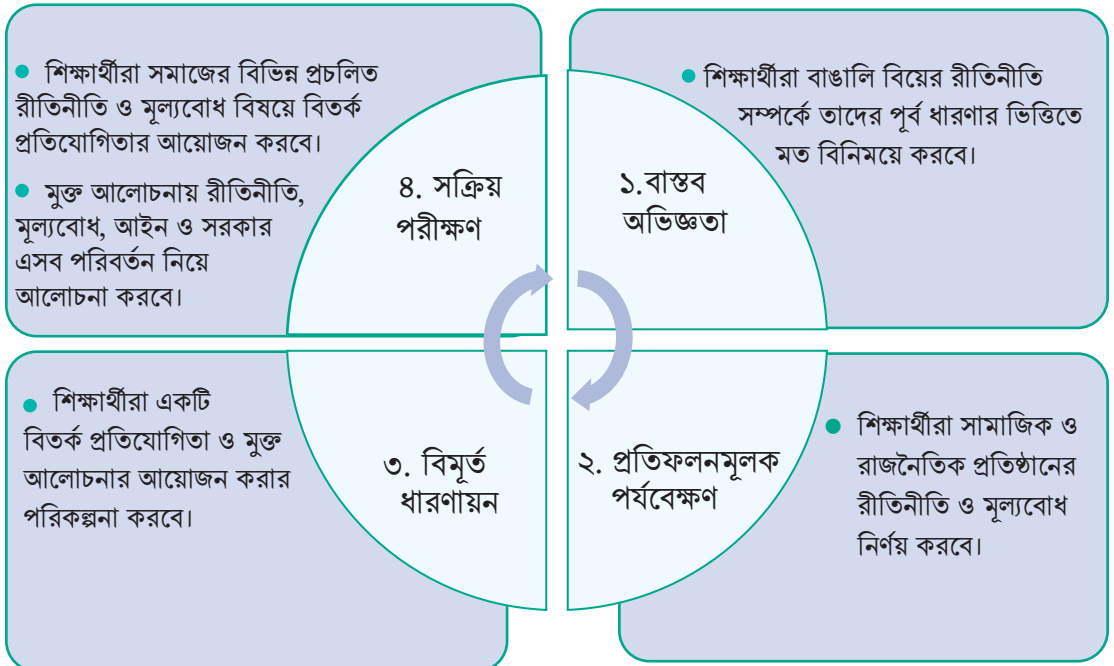 ● শিক্ষার্থীরা সমাজের বিভিন্ন প্রচলিত
রীতিনীতি ও মূল্যবোধ বিষয়ে বিতর্ক
প্রতিযোগিতার আয়োজন করবে।
● মুক্ত আলোচনায় রীতিনীতি,
মূল্যবোধ, আইন ও সরকার
এসব পরিবর্তন নিয়ে
আলোচনা করবে।
৪. সক্রিয়
পরীক্ষণ
১.বাস্তব
অভিজ্ঞতা
● শিক্ষার্থীরা বাঙালি বিয়ের রীতিনীতি
সম্পর্কে তাদের পূর্ব ধারণার ভিত্তিতে
মত বিনিময়ে করবে।
● শিক্ষার্থীরা একটি
বিতর্ক প্রতিযোগিতা ও মুক্ত
আলোচনার আয়োজন করার
পরিকল্পনা করবে।
৩. বিমূর্ত
ধারণায়ন
২. প্রতিফলনমূলক
পর্যবেক্ষণ
● শিক্ষার্থীরা সামাজিক ও
রাজনৈতিক প্রতিষ্ঠানের
রীতিনীতি ও মূল্যবোধ
নির্ণয় করবে।